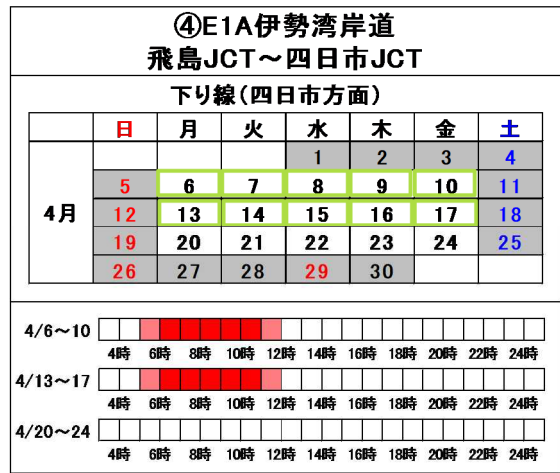 ④E1A伊勢湾岸道
飛島JCT～四日市JCT
下り線(四日市方面)
日 月 火 水 木 金 土
1 2 3 4
5 6 7 8 9 10 11
4月 12 13 14 15 16 17 18
19 20 21 22 23 24 25
26 27 28 29 30
4/6～10
4時 6時 8時 10時 12時 14時 16時 18時 20時 22時 24時
4/13～17
4時 6時 8時 10時 12時 14時 16時 18時 20時 22時 24時
4/20～24
4時 6時 8時 10時 12時 14時 16時 18時 20時 22時 24時